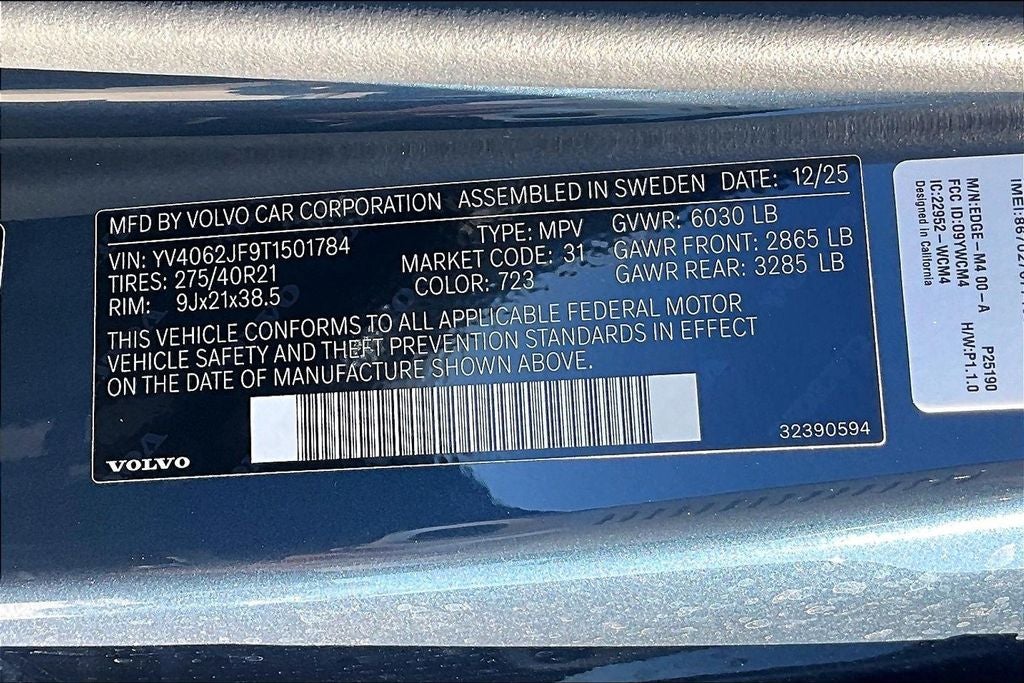 MFD BY VOLVO CAR CORPORATION ASSEMBLED IN SWEDEN DATE: 12/25
VIN: YV4062JF9T1501784 TYPE: MPV GVWR: 6030 LB
TIRES: 275/40R21 MARKET CODE: 31 GAWR FRONT: 2865 LB
RIM: 9Jx21x38.5 COLOR: 723 GAWR REAR: 3285 LB
THIS VEHICLE CONFORMS TO ALL APPLICABLE FEDERAL MOTOR
VEHICLE SAFETY AND THEFT PREVENTION STANDARDS IN EFFECT
ON THE DATE OF MANUFACTURE SHOWN ABOVE.
VOLVO
32390594
M/N:EDGE-M4 00-A P25190
FCC ID:09YWCM4 H/W:P1.1.0
IC:22952-WCM4
Designed in California